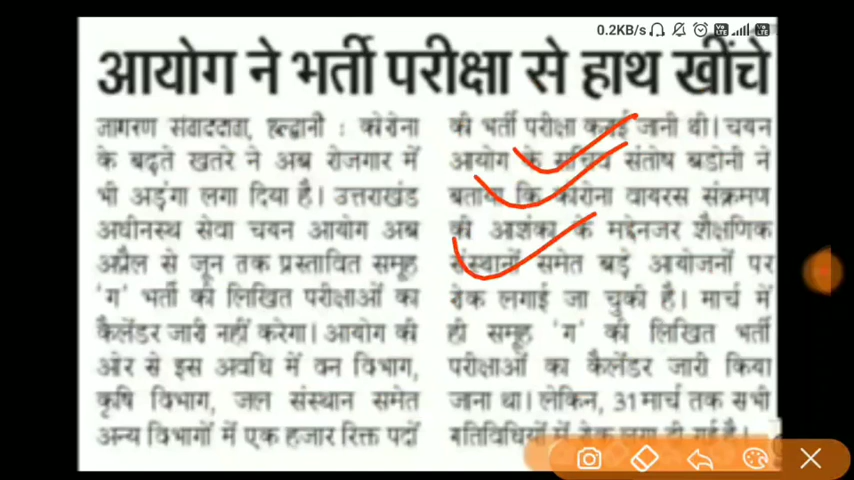 0.2KB/s
आयोग ने भर्ती परीक्षा से हाथ खींचे
जागरण संवाददाता, हल्द्वानी : कोरोना
के बढ़ते खतरे ने अब रोजगार में
भी अड़ंगा लगा दिया है। उत्तराखंड
अधीनस्थ सेवा चयन आयोग अब
अप्रैल से जून तक प्रस्तावित समूह
'ग' भर्ती की लिखित परीक्षाओं का
कैलेंडर जारी नहीं करेगा। आयोग की
ओर से इस अवधि में वन विभाग,
कृषि विभाग, जल संस्थान समेत
अन्य विभागों में एक हजार रिक्त पदों
की भर्ती परीक्षा कराई जानी थी। चयन
आयोग के सचिव संतोष बडोनी ने
बताया कि कोरोना वायरस संक्रमण
की आशंका के मद्देनजर शैक्षणिक
संस्थानों समेत बड़े आयोजनों पर
रोक लगाई जा चुकी है। मार्च में
ही समूह 'ग' की लिखित भर्ती
परीक्षाओं का कैलेंडर जारी किया
जाना था। लेकिन, 31 मार्च तक सभी
गतिविधियों में रोक लगा दी गई है।